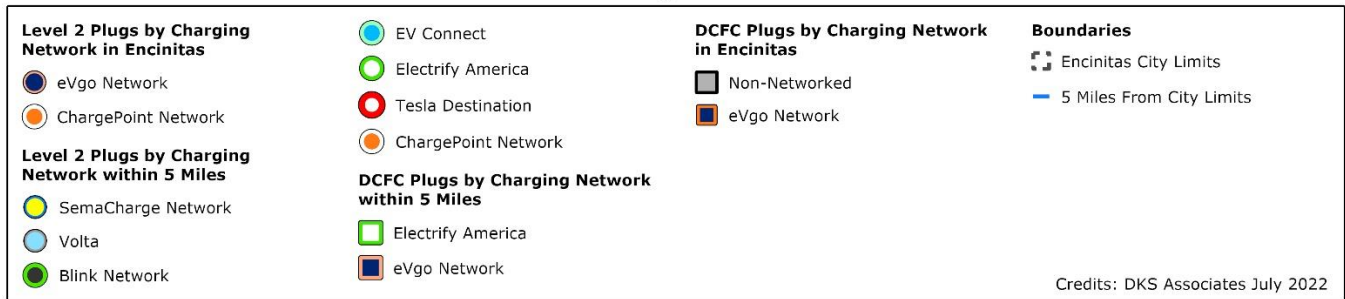 Level 2 Plugs by Charging
Network in Encinitas
eVgo Network
ChargePoint Network
Level 2 Plugs by Charging
Network within 5 Miles
SemaCharge Network
Volta
Blink Network
EV Connect
Electrify America
Tesla Destination
ChargePoint Network
DCFC Plugs by Charging Network
within 5 Miles
Electrify America
eVgo Network
DCFC Plugs by Charging Network
in Encinitas
Non-Networked
eVgo Network
Boundaries
Encinitas City Limits
5 Miles From City Limits
Credits: DKS Associates July 2022